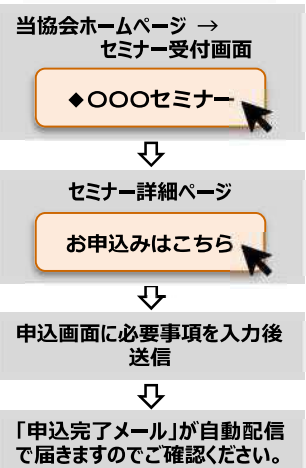 当協会ホームページ →
セミナー受付画面
◆〇〇〇セミナー
セミナー詳細ページ
お申込みはこちら
申込画面に必要事項を入力後
送信
「申込完了メール」が自動配信
で届きますのでご確認ください。